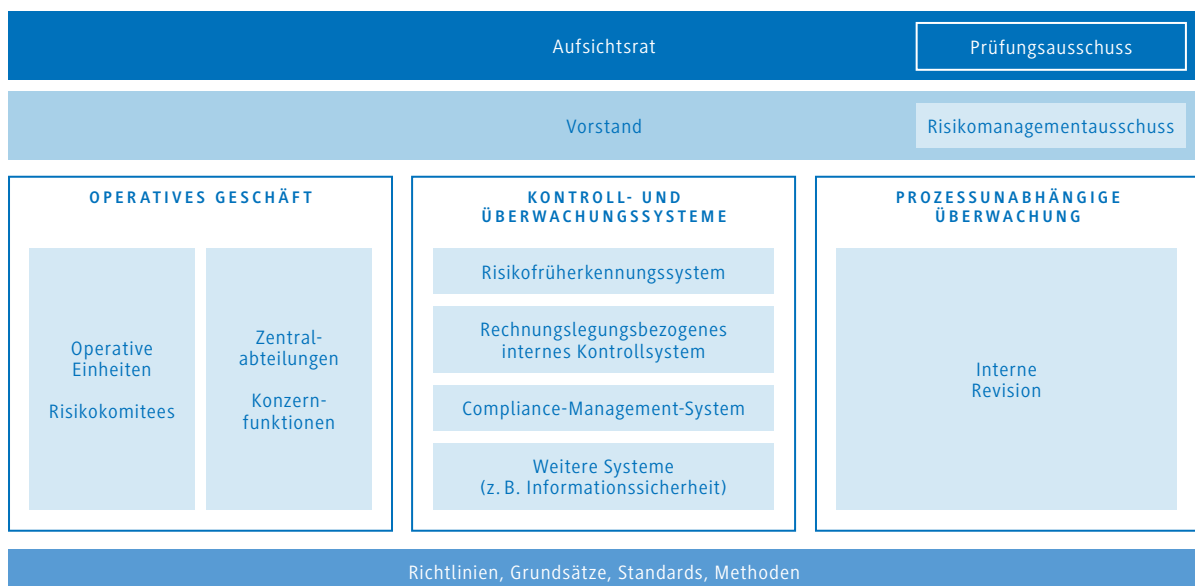 Aufsichtsrat
Prüfungsausschuss
Vorstand
Risikomanagementausschuss
OPERATIVES GESCHÄFT
Operative
Einheiten
Risikokomitees
Zentral-
abteilungen
Konzern-
funktionen
KONTROLL- UND
ÜBERWACHUNGSSYSTEME
Risikofrüherkennungssystem
Rechnungslegungsbezogenes
internes Kontrollsystem
Compliance-Management-System
Weitere Systeme
(z. B. Informationssicherheit)
PROZESSUNABHÄNGIGE
ÜBERWACHUNG
Interne
Revision
Richtlinien, Grundsätze, Standards, Methoden